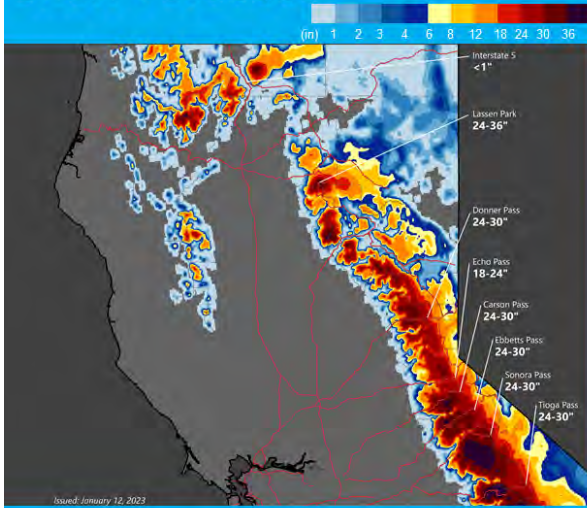 (in) 1 2 3 4 6 8 12 18 24 30 36
Interstate 5
<1"
Lassen Park
24-36"
Donner Pass
24-30"
Echo Pass
18-24"
Carson Pass
24-30"
Ebbetts Pass
24-30"
Sonora Pass
24-30"
Tioga Pass
24-30"
Issued: January 12, 2023